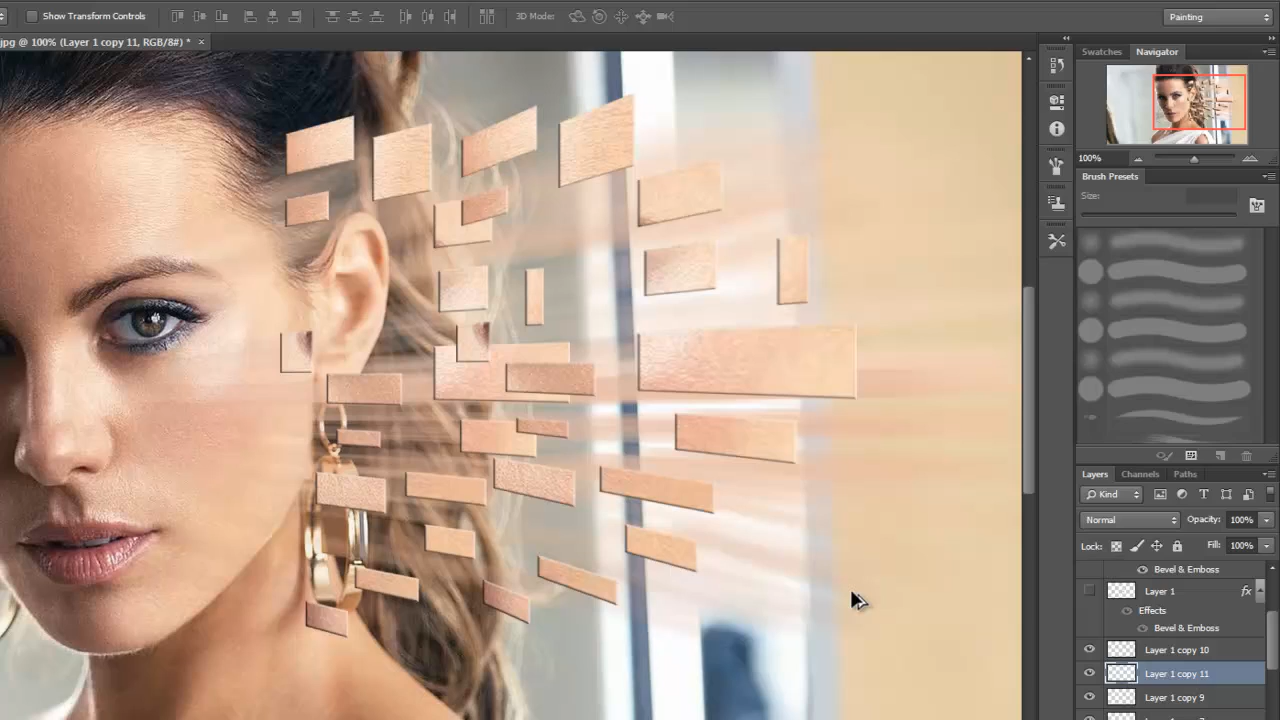 Show Transform Controls
3D Mode:
Painting
jpg @ 100% (Layer 1 copy 11, RGB/8#) *
Swatches
Navigator
100%
Brush Presets
Size:
Layers
Channels
Paths
Kind
Normal
Opacity:
100%
Lock:
Fill:
100%
Bevel & Emboss
Layer 1
fx
Effects
Bevel & Emboss
Layer 1 copy 10
Layer 1 copy 11
Layer 1 copy 9